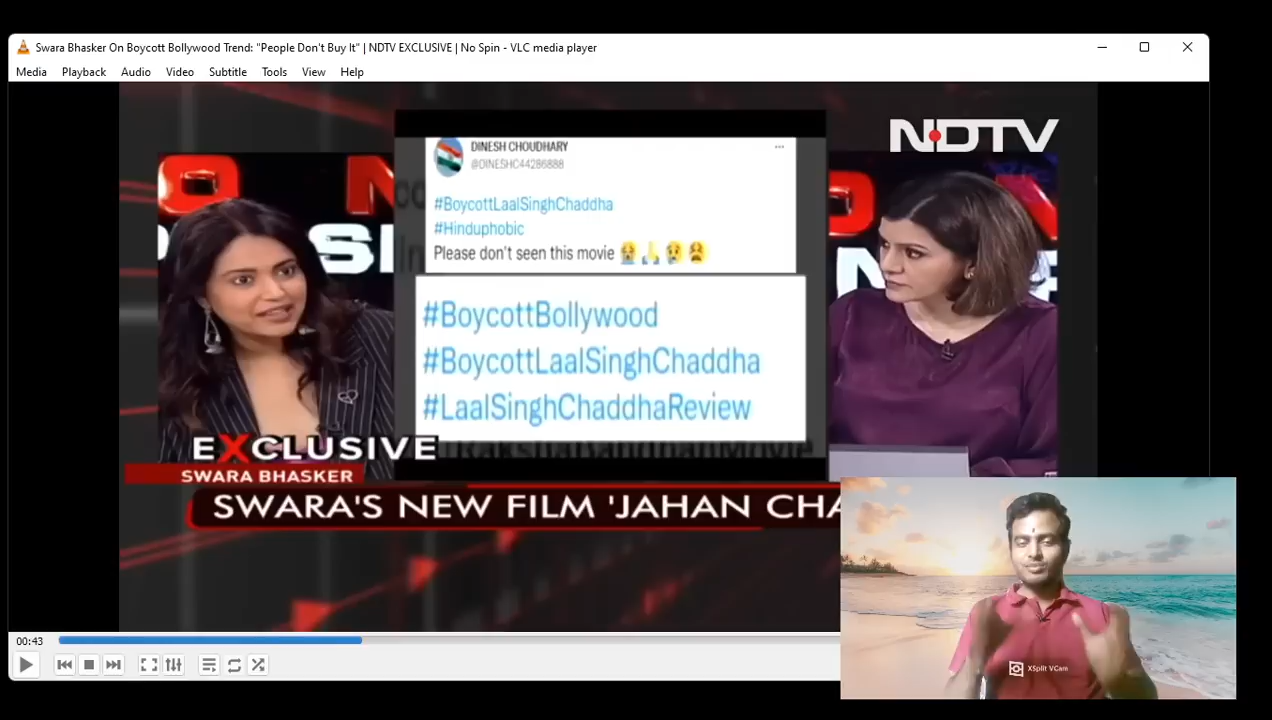 Swara Bhasker On Boycott Bollywood Trend: "People Don't Buy It" | NDTV EXCLUSIVE | No Spin - VLC media player
Media Playback Audio Video Subtitle Tools View Help
NDTV
DINESH CHOUDHARY
@DINESHC44286888
#BoycottLaalSinghChaddha
#Hinduphobic
Please don't seen this movie 😭🙏😢😫
#BoycottBollywood
#BoycottLaalSinghChaddha
#LaalSinghChaddhaReview
EXCLUSIVE
SWARA BHASKER
SWARA'S NEW FILM 'JAHAN CHA
00:43
XSplit VCam